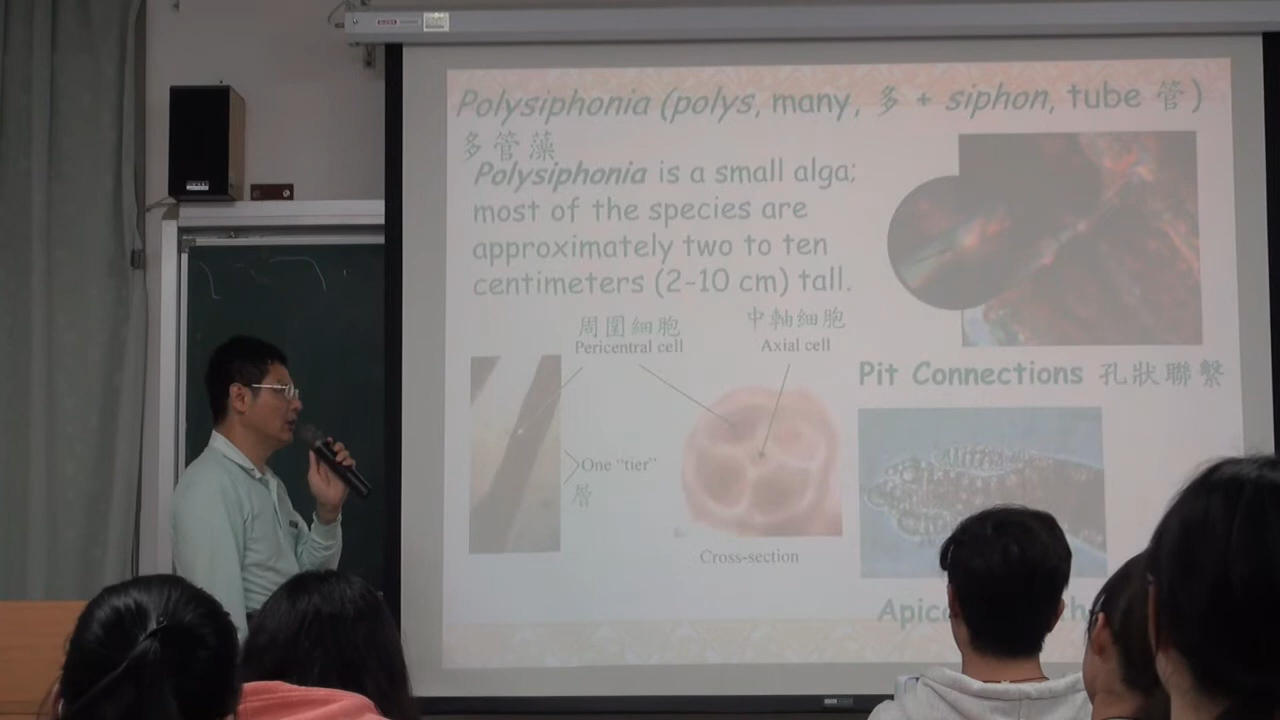 Polysiphonia (polys, many, 多 + siphon, tube 管)
多管藻
Polysiphonia is a small alga;
most of the species are
approximately two to ten
centimeters (2-10 cm) tall.
周圍細胞
Pericentral cell
中軸細胞
Axial cell
One "tier"
層
Cross-section
Pit Connections 孔狀聯繫